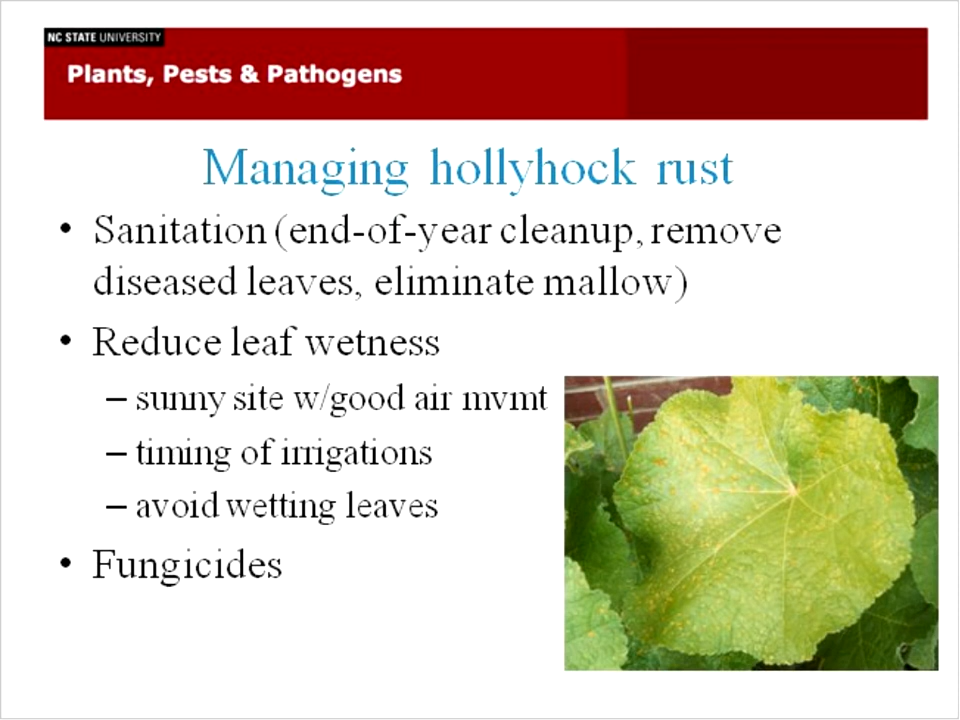 NC STATE UNIVERSITY
Plants, Pests & Pathogens
Managing hollyhock rust
• Sanitation (end-of-year cleanup, remove
diseased leaves, eliminate mallow)
• Reduce leaf wetness
– sunny site w/good air mvmt
– timing of irrigations
– avoid wetting leaves
• Fungicides